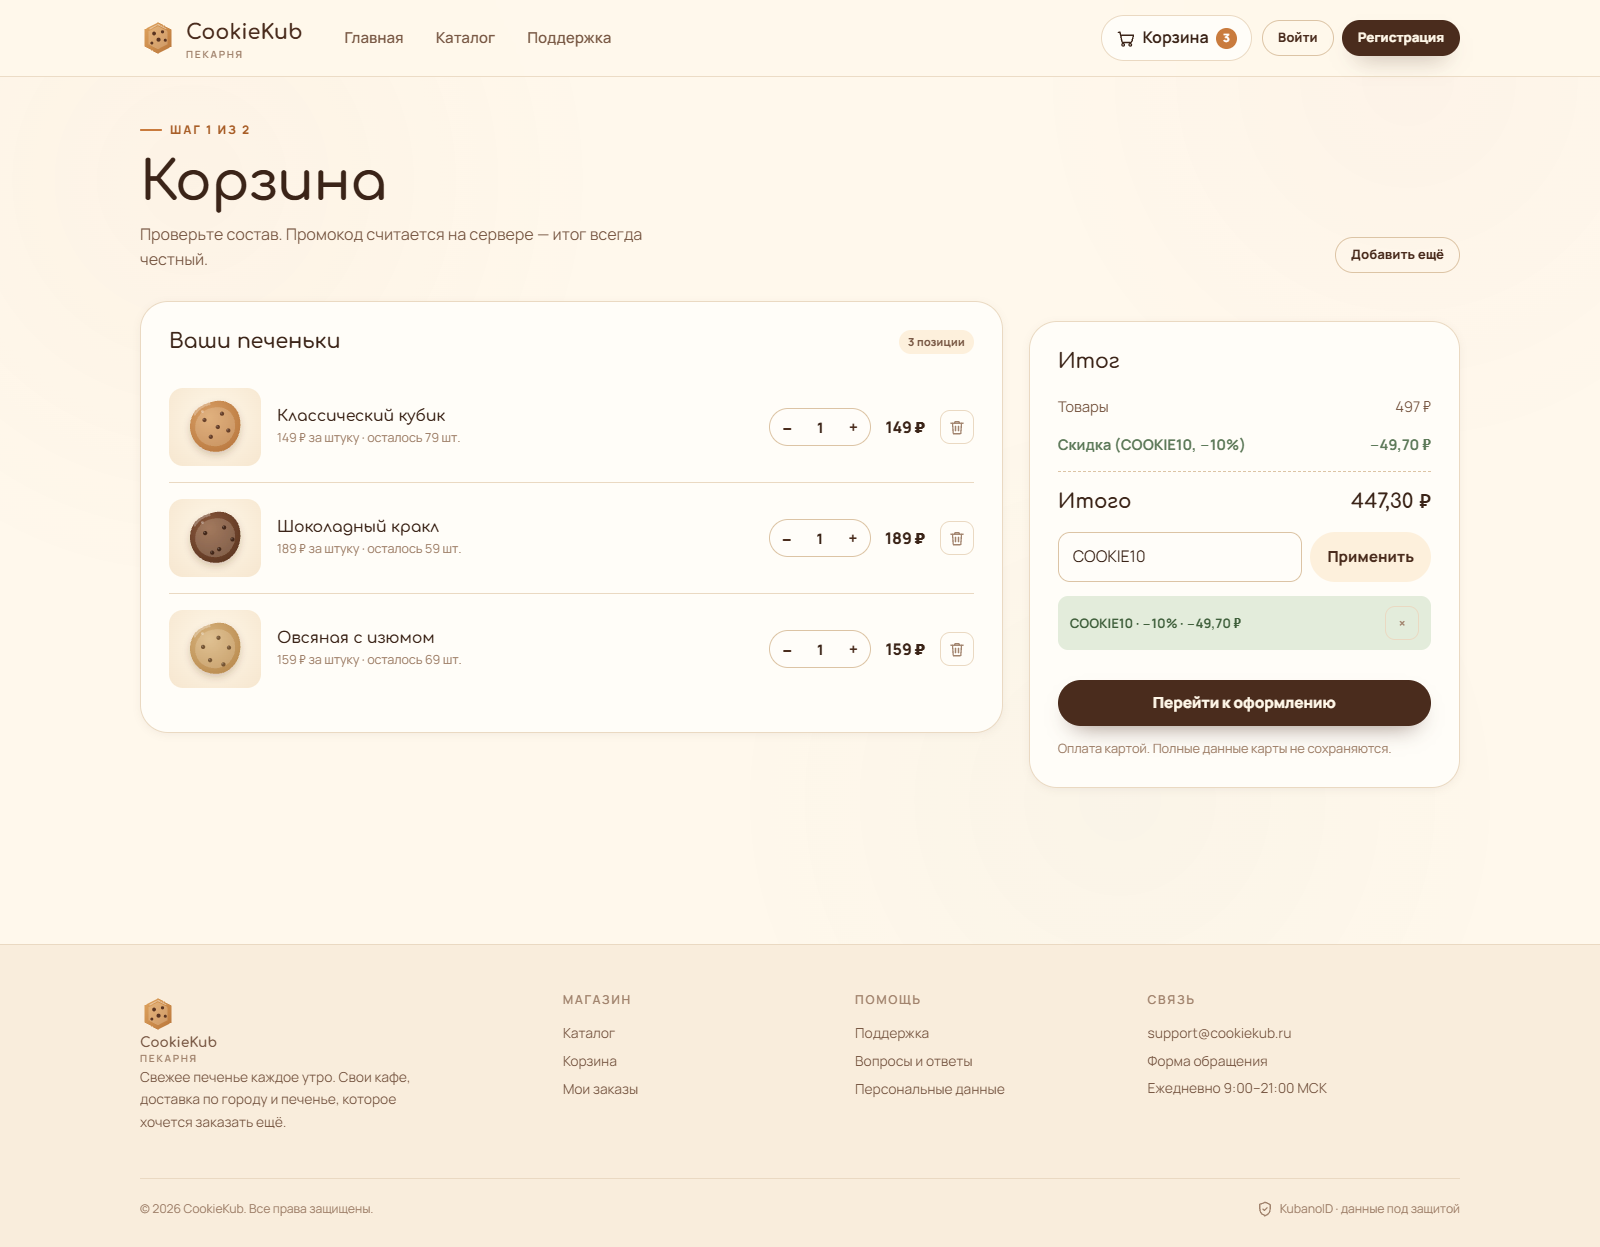 CookieKub
ПЕКАРНЯ
Главная
Каталог
Поддержка
Корзина 3
Войти
Регистрация
ШАГ 1 ИЗ 2
Корзина
Проверьте состав. Промокод считается на сервере — итог всегда
честный.
Добавить ещё
Ваши печеньки
3 позиции
Классический кубик
149 ₽ за штуку · осталось 79 шт.
− 1 +
149 ₽
Шоколадный кракл
189 ₽ за штуку · осталось 59 шт.
− 1 +
189 ₽
Овсяная с изюмом
159 ₽ за штуку · осталось 69 шт.
− 1 +
159 ₽
Итог
Товары 497 ₽
Скидка (COOKIE10, −10%) −49,70 ₽
Итого 447,30 ₽
COOKIE10
Применить
COOKIE10 · −10% · −49,70 ₽ ×
Перейти к оформлению
Оплата картой. Полные данные карты не сохраняются.
CookieKub
ПЕКАРНЯ
Свежее печенье каждое утро. Свои кафе,
доставка по городу и печенье, которое
хочется заказать ещё.
МАГАЗИН
Каталог
Корзина
Мои заказы
ПОМОЩЬ
Поддержка
Вопросы и ответы
Персональные данные
СВЯЗЬ
support@cookiekub.ru
Форма обращения
Ежедневно 9:00–21:00 МСК
© 2026 CookieKub. Все права защищены.
KubanoID · данные под защитой